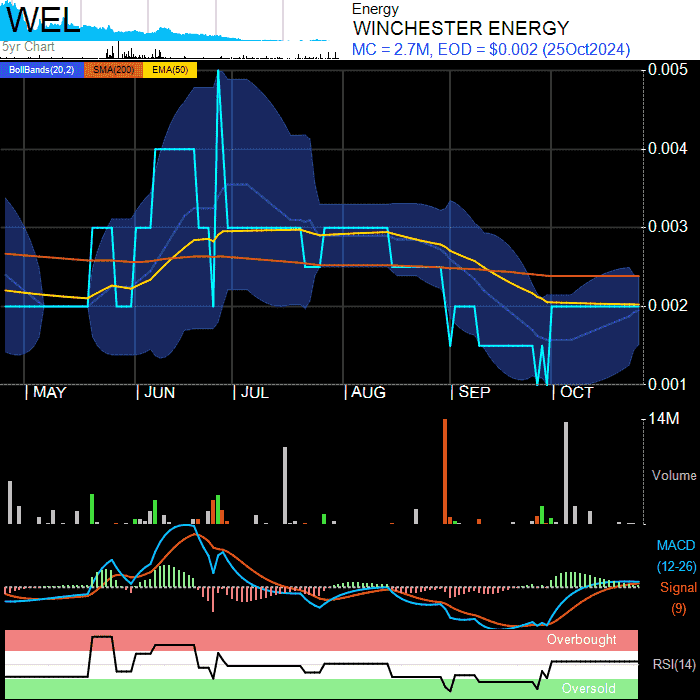 WEL
5yr Chart
Energy
WINCHESTER ENERGY
MC = 2.7M, EOD = $0.002 (25Oct2024)
BollBands(20,2) SMA(200) EMA(50)
0.005
0.004
0.003
0.002
0.001
MAY JUN JUL AUG SEP OCT
14M
Volume
MACD
(12-26)
Signal
(9)
Overbought
RSI(14)
Oversold